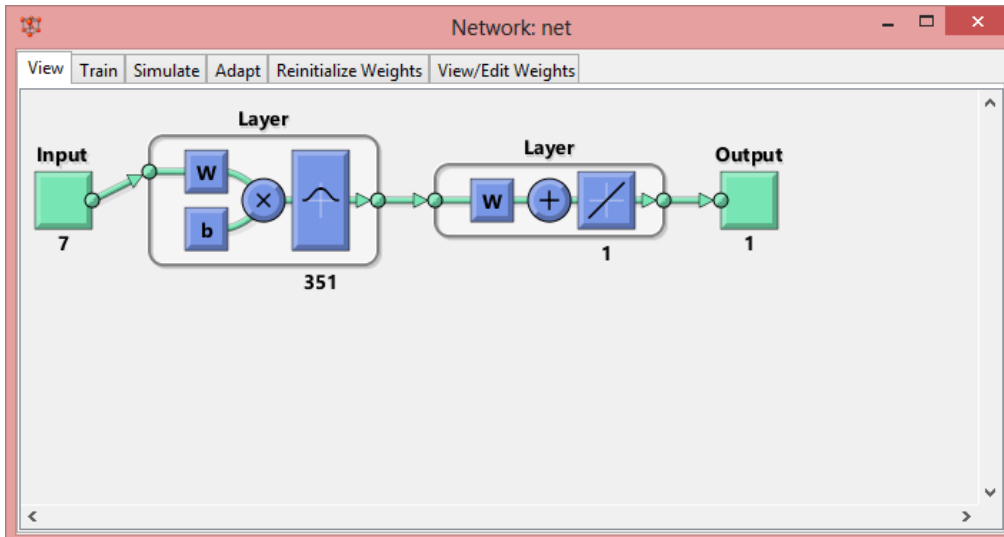 Network: net
View Train Simulate Adapt Reinitialize Weights View/Edit Weights
Layer
Input
W
b
7
351
Layer
W
1
Output
1